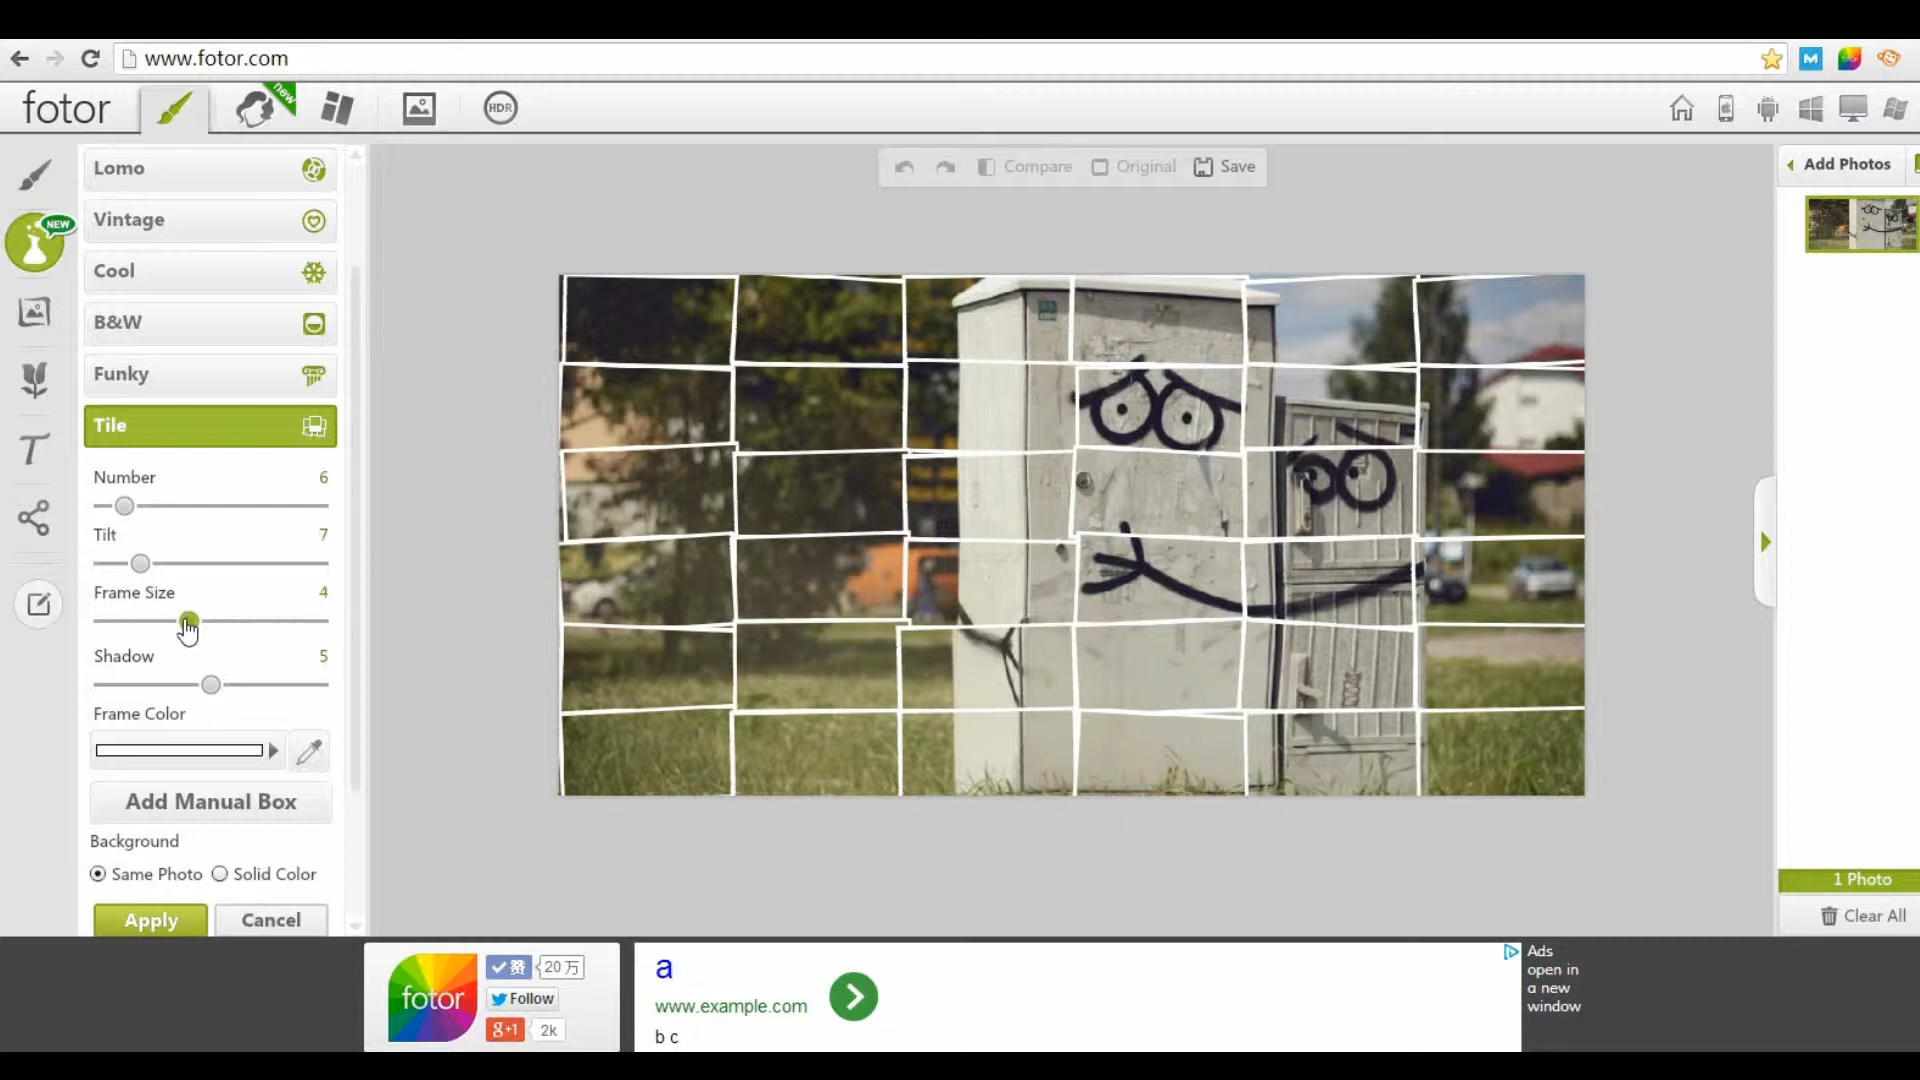 www.fotor.com
fotor
new
HDR
Compare
Original
Save
Add Photos
NEW
Lomo
Vintage
Cool
B&W
Funky
Tile
Number 6
Tilt 7
Frame Size 4
Shadow 5
Frame Color
Add Manual Box
Background
Same Photo
Solid Color
Apply
Cancel
1 Photo
Clear All
fotor
赞 20万
Follow
g+1 2k
a
www.example.com
b c
Ads
open in
a new
window